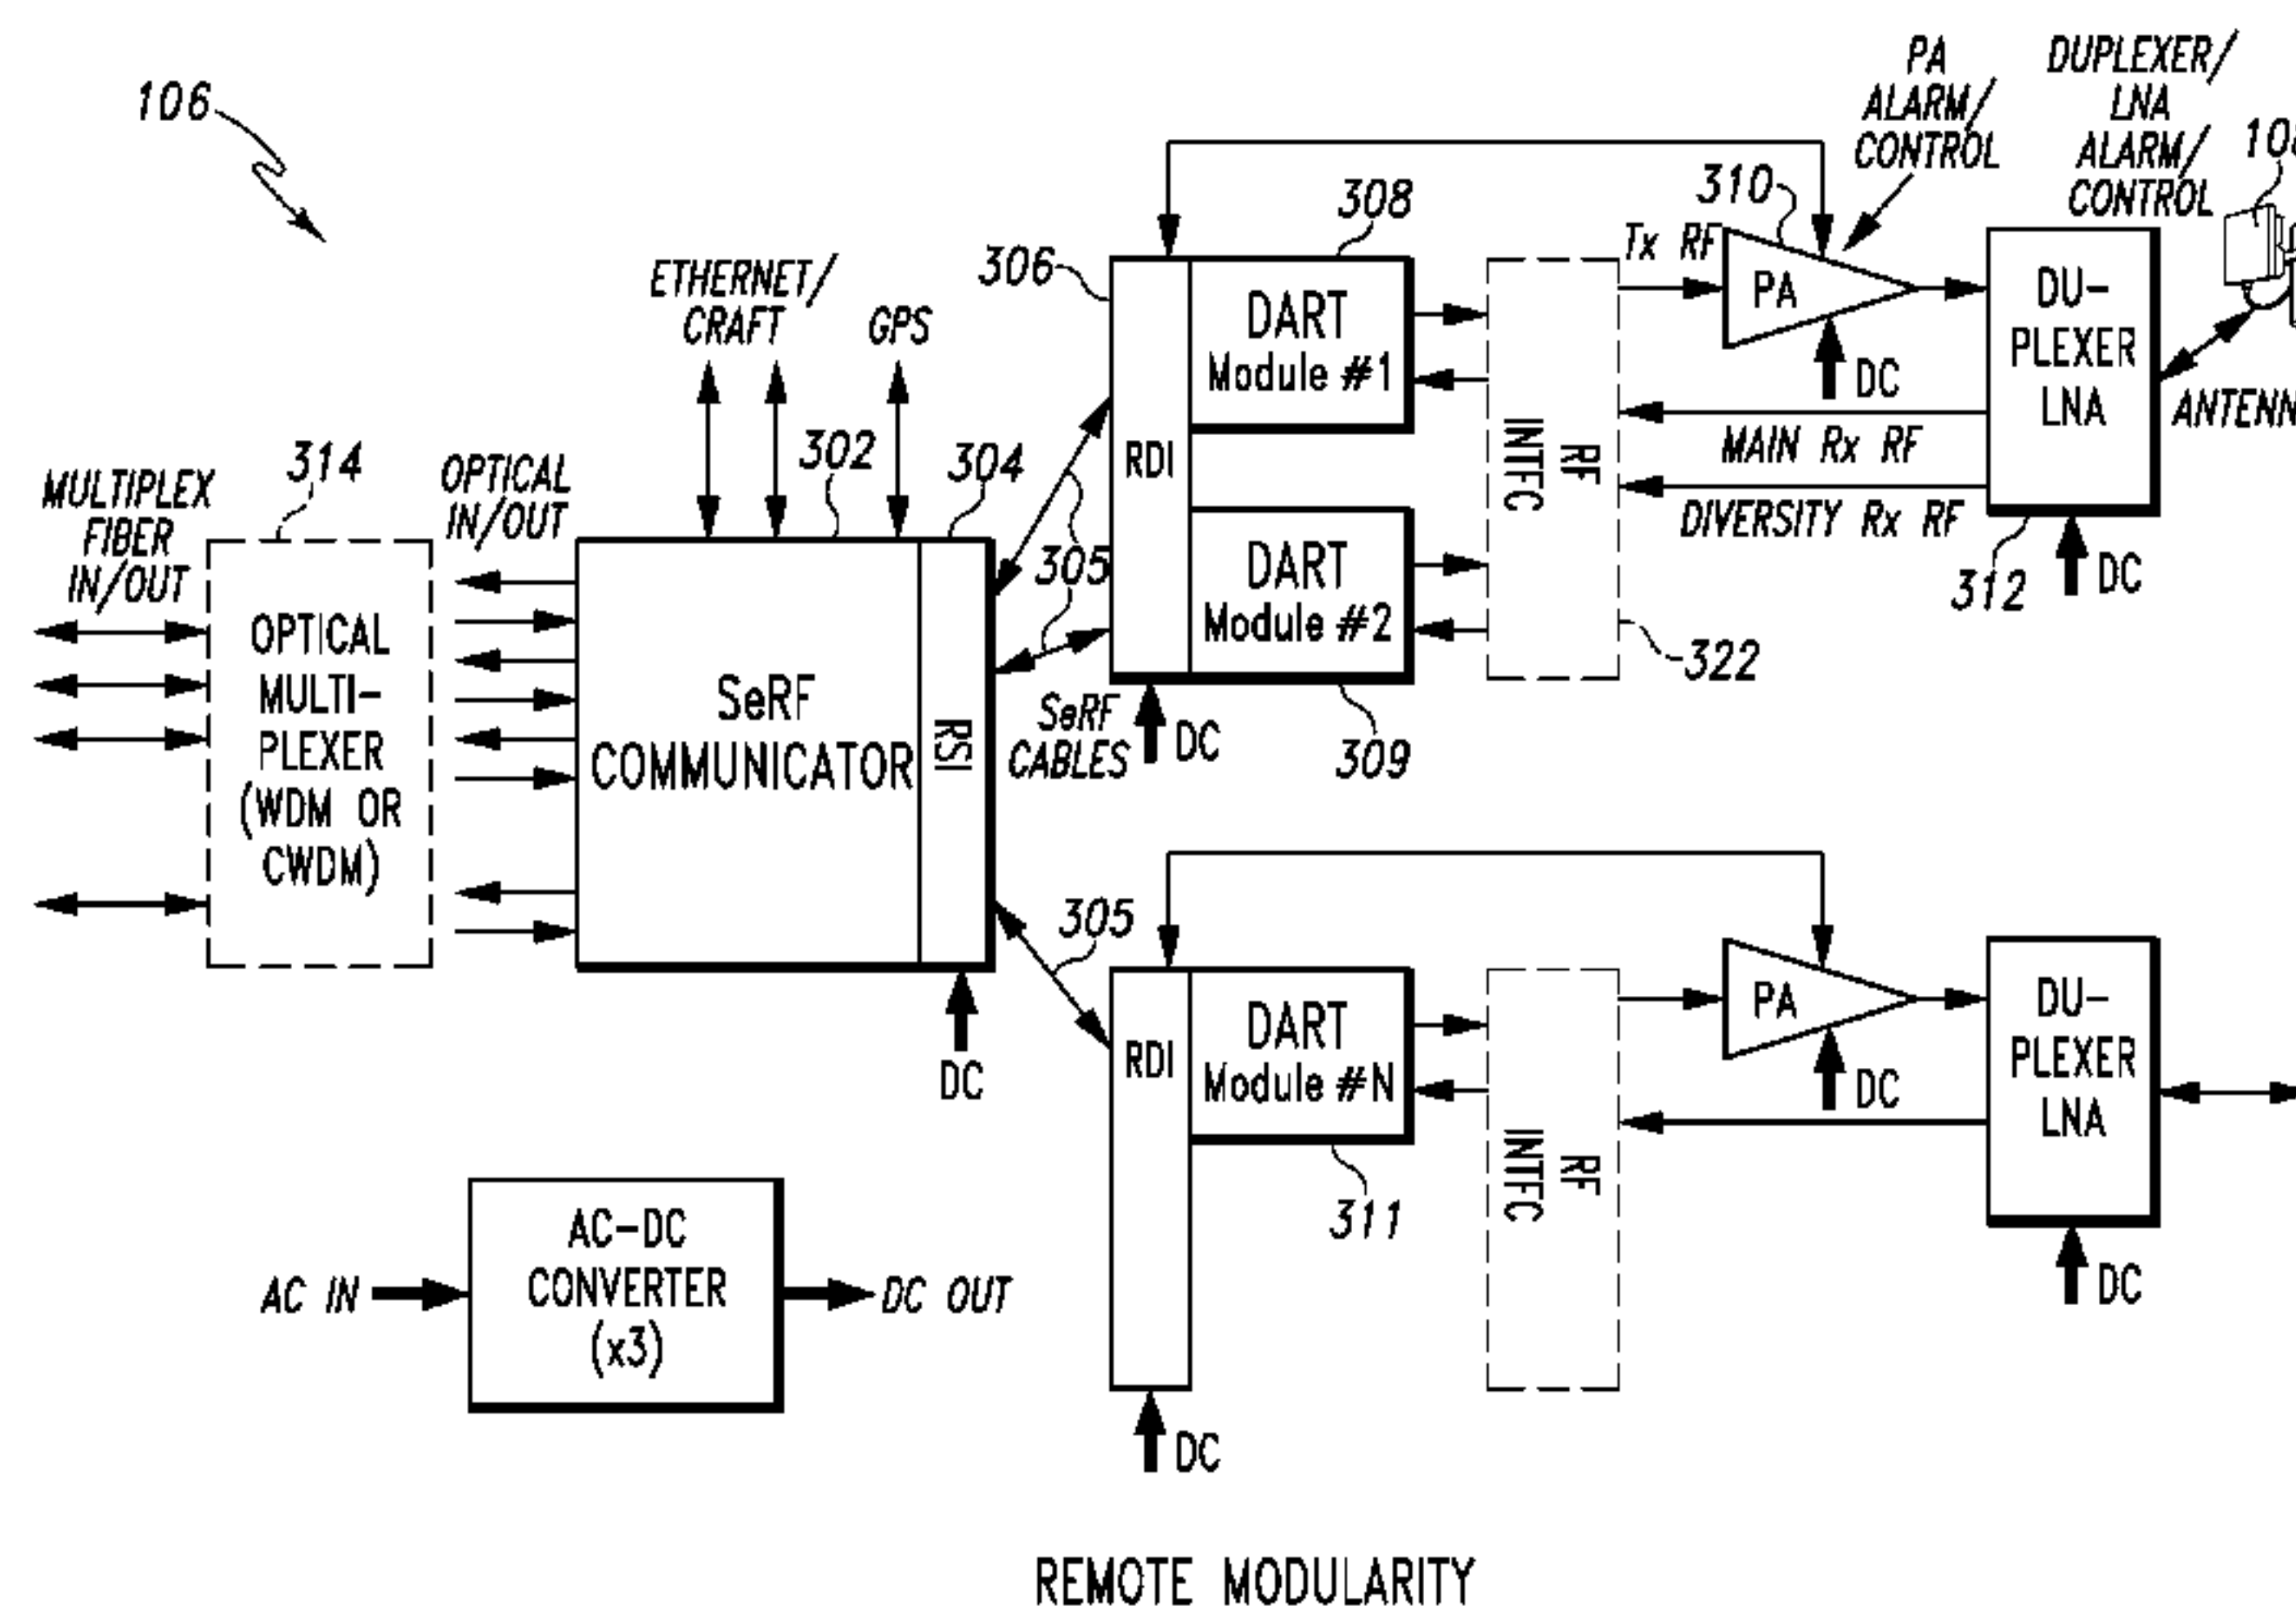 106
PA
ALARM/
CONTROL
DUPLEXER/
LNA
ALARM/
CONTROL
310
308
306
Tx RF
ETHERNET/
CRAFT
GPS
DART
Module #1
PA
DC
DU-
PLEXER
LNA
MAIN Rx RF
DIVERSITY Rx RF
RF
INTFC
RDI
302
304
305
314
MULTIPLEX
FIBER
IN/OUT
OPTICAL
IN/OUT
OPTICAL
MULTI-
PLEXER
(WDM OR
CWDM)
SeRF
COMMUNICATOR
RSI
DART
Module #2
312
DC
322
SeRF
CABLES
DC
309
305
RDI
DART
Module #N
RF
INTFC
PA
DC
DU-
PLEXER
LNA
DC
311
DC
AC IN
AC-DC
CONVERTER
(x3)
DC OUT
DC
REMOTE MODULARITY